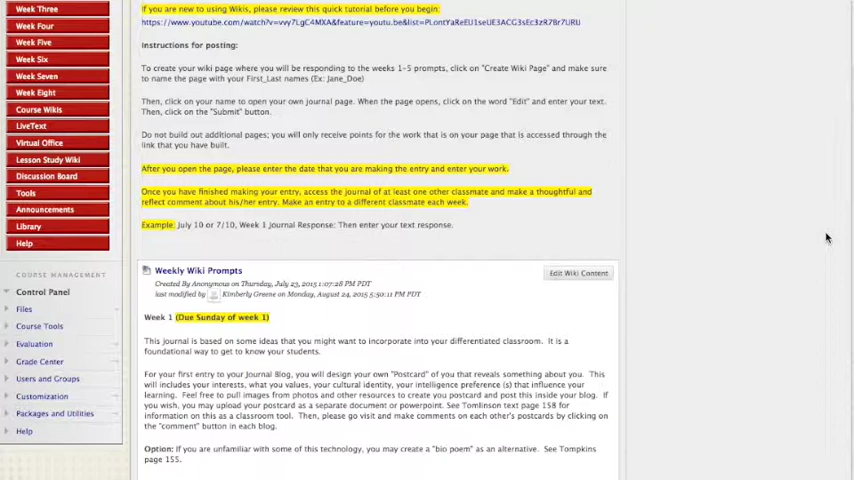 Week Three
Week Four
Week Five
Week Six
Week Seven
Week Eight
Course Wikis
LiveText
Virtual Office
Lesson Study Wiki
Discussion Board
Tools
Announcements
Library
Help
COURSE MANAGEMENT
Control Panel
Files
Course Tools
Evaluation
Grade Center
Users and Groups
Customization
Packages and Utilities
Help
If you are new to using Wikis, please review this quick tutorial before you begin:
Instructions for posting:
To create your wiki page where you will be responding to the weeks 1-5 prompts, click on "Create Wiki Page" and make sure
to name the page with your First_Last names (Ex: Jane_Doe)
Then, click on your name to open your own journal page. When the page opens, click on the word "Edit" and enter your text.
Then, click on the "Submit" button.
Do not build out additional pages; you will only receive points for the work that is on your page that is accessed through the
link that you have built.
After you open the page, please enter the date that you are making the entry and enter your work.
Once you have finished making your entry, access the journal of at least one other classmate and make a thoughtful and
reflect comment about his/her entry. Make an entry to a different classmate each week.
Example: July 10 or 7/10, Week 1 Journal Response: Then enter your text response.
Weekly Wiki Prompts
Edit Wiki Content
Created By Anonymous on Thursday, July 23, 2015 1:07:28 PM PDT
last modified by Kimberly Greene on Monday, August 24, 2015 5:30:11 PM PDT
Week 1 (Due Sunday of week 1)
This journal is based on some ideas that you might want to incorporate into your differentiated classroom. It is a
foundational way to get to know your students.
For your first entry to your Journal Blog, you will design your own "Postcard" of you that reveals something about you. This
will includes your interests, what you values, your cultural identity, your intelligence preference (s) that influence your
learning. Feel free to pull images from photos and other resources to create you postcard and post this inside your blog. If
you wish, you may upload your postcard as a separate document or powerpoint. See Tomlinson text page 158 for
information on this as a classroom tool. Then, please go visit and make comments on each other's postcards by clicking on
the "comment" button in each blog.
Option: If you are unfamiliar with some of this technology, you may create a "bio poem" as an alternative. See Tompkins
page 155.